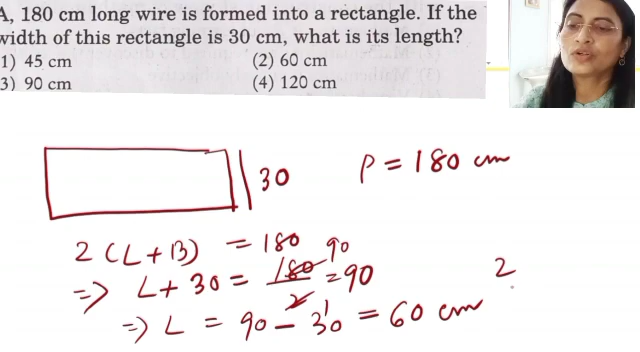 A, 180 cm long wire is formed into a rectangle. If the
width of this rectangle is 30 cm, what is its length?
1) 45 cm (2) 60 cm
3) 90 cm (4) 120 cm
30 P = 180 cm
2 (L + B) = 180
⇒ L + 30 = 180/2 90 = 90
⇒ L = 90 - 30 = 60 cm
2